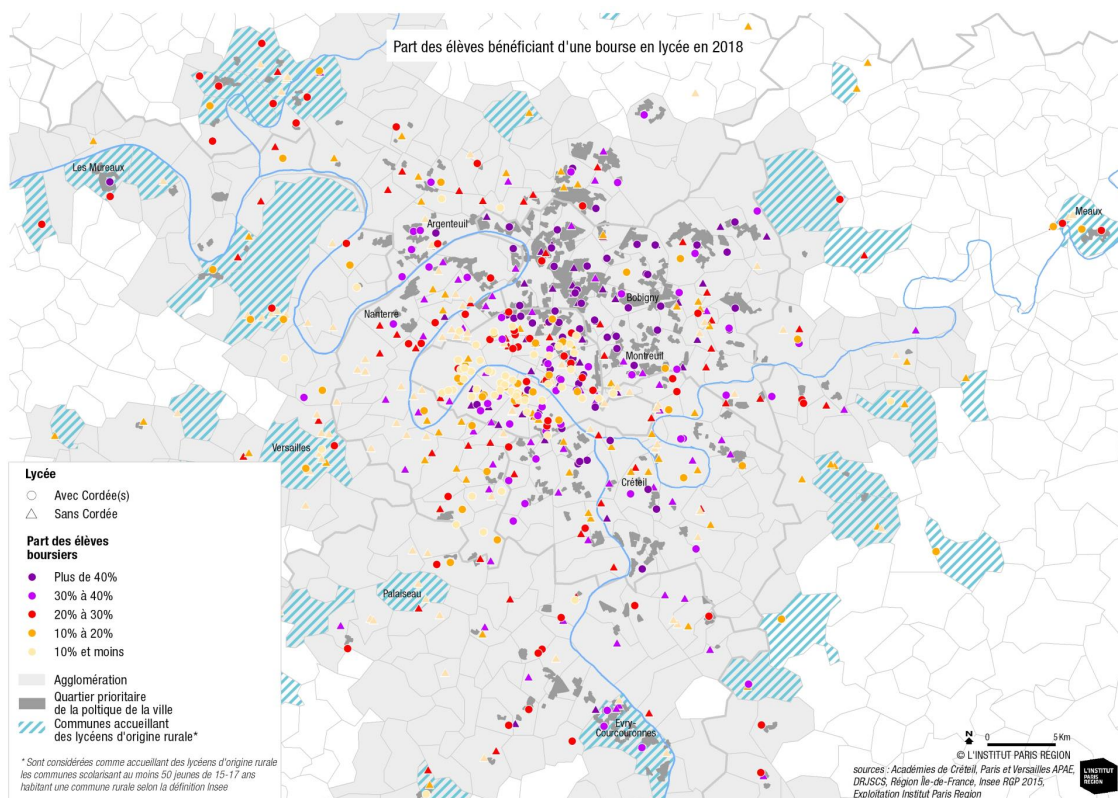 Part des élèves bénéficiant d'une bourse en lycée en 2018
Les Mureaux
Meaux
Argenteuil
Bobigny
Nanterre
Montreuil
Versailles
Créteil
Palaiseau
Evry-
Courcouronnes
Lycée
Avec Cordée(s)
Sans Cordée
Part des élèves
boursiers
Plus de 40%
30% à 40%
20% à 30%
10% à 20%
10% et moins
Agglomération
Quartier prioritaire
de la poltique de la ville
Communes accueillant
des lycéens d'origine rurale*
* Sont considérées comme accueillant des lycéens d'origine rurale
les communes scolarisant au moins 50 jeunes de 15-17 ans
habitant une commune rurale selon la définition Insee
N
0 5 Km
© L'INSTITUT PARIS REGION
sources : Académies de Créteil, Paris et Versailles APAE,
DRJSCS, Région Île-de-France, Insee RGP 2015,
Exploitation Institut Paris Region
L'INSTITUT
PARIS
REGION